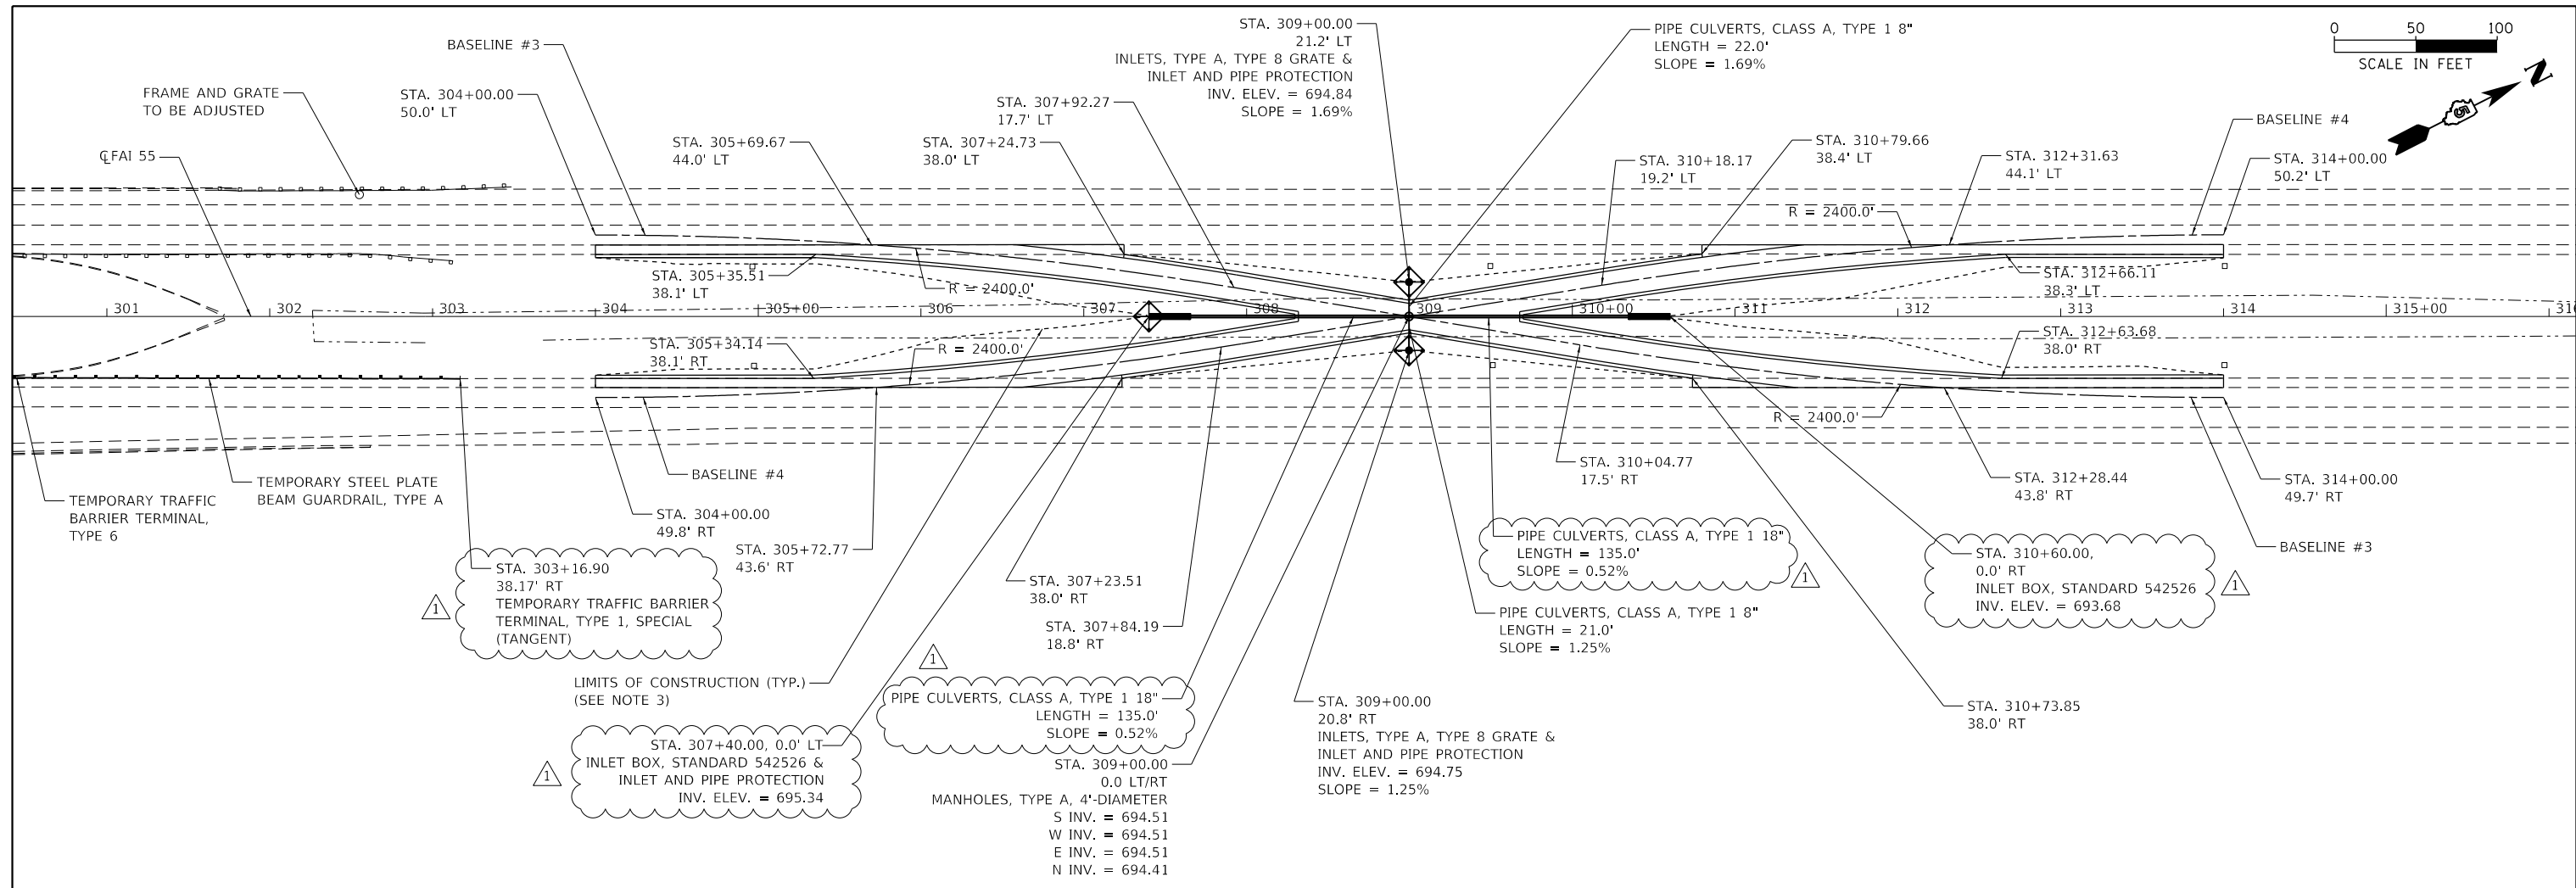 BASELINE #3
FRAME AND GRATE
TO BE ADJUSTED
STA. 304+00.00
50.0' LT
℄ FAI 55
STA. 305+69.67
44.0' LT
STA. 307+24.73
38.0' LT
STA. 307+92.27
17.7' LT
STA. 309+00.00
21.2' LT
INLETS, TYPE A, TYPE 8 GRATE &
INLET AND PIPE PROTECTION
INV. ELEV. = 694.84
SLOPE = 1.69%
PIPE CULVERTS, CLASS A, TYPE 1 8"
LENGTH = 22.0'
SLOPE = 1.69%
STA. 310+18.17
19.2' LT
STA. 310+79.66
38.4' LT
STA. 312+31.63
44.1' LT
BASELINE #4
STA. 314+00.00
50.2' LT
0 50 100
SCALE IN FEET
N
55
R = 2400.0'
STA. 305+35.51
38.1' LT
R = 2400.0'
STA. 312+66.11
38.3' LT
301 302 303 304 305+00 306 307 308 309 310+00 311 312 313 314 315+00 316
STA. 305+34.14
38.1' RT
R = 2400.0'
STA. 312+63.68
38.0' RT
R = 2400.0'
TEMPORARY TRAFFIC
BARRIER TERMINAL,
TYPE 6
TEMPORARY STEEL PLATE
BEAM GUARDRAIL, TYPE A
BASELINE #4
STA. 304+00.00
49.8' RT
STA. 305+72.77
43.6' RT
STA. 303+16.90
38.17' RT
TEMPORARY TRAFFIC BARRIER
TERMINAL, TYPE 1, SPECIAL
(TANGENT)
1
LIMITS OF CONSTRUCTION (TYP.)
(SEE NOTE 3)
STA. 307+40.00, 0.0' LT
INLET BOX, STANDARD 542526 &
INLET AND PIPE PROTECTION
INV. ELEV. = 695.34
1
STA. 307+23.51
38.0' RT
STA. 307+84.19
18.8' RT
1
PIPE CULVERTS, CLASS A, TYPE 1 18"
LENGTH = 135.0'
SLOPE = 0.52%
STA. 309+00.00
0.0 LT/RT
MANHOLES, TYPE A, 4'-DIAMETER
S INV. = 694.51
W INV. = 694.51
E INV. = 694.51
N INV. = 694.41
STA. 309+00.00
20.8' RT
INLETS, TYPE A, TYPE 8 GRATE &
INLET AND PIPE PROTECTION
INV. ELEV. = 694.75
SLOPE = 1.25%
PIPE CULVERTS, CLASS A, TYPE 1 8"
LENGTH = 21.0'
SLOPE = 1.25%
PIPE CULVERTS, CLASS A, TYPE 1 18"
LENGTH = 135.0'
SLOPE = 0.52%
1
STA. 310+04.77
17.5' RT
STA. 310+60.00,
0.0' RT
INLET BOX, STANDARD 542526
INV. ELEV. = 693.68
1
STA. 310+73.85
38.0' RT
STA. 312+28.44
43.8' RT
STA. 314+00.00
49.7' RT
BASELINE #3